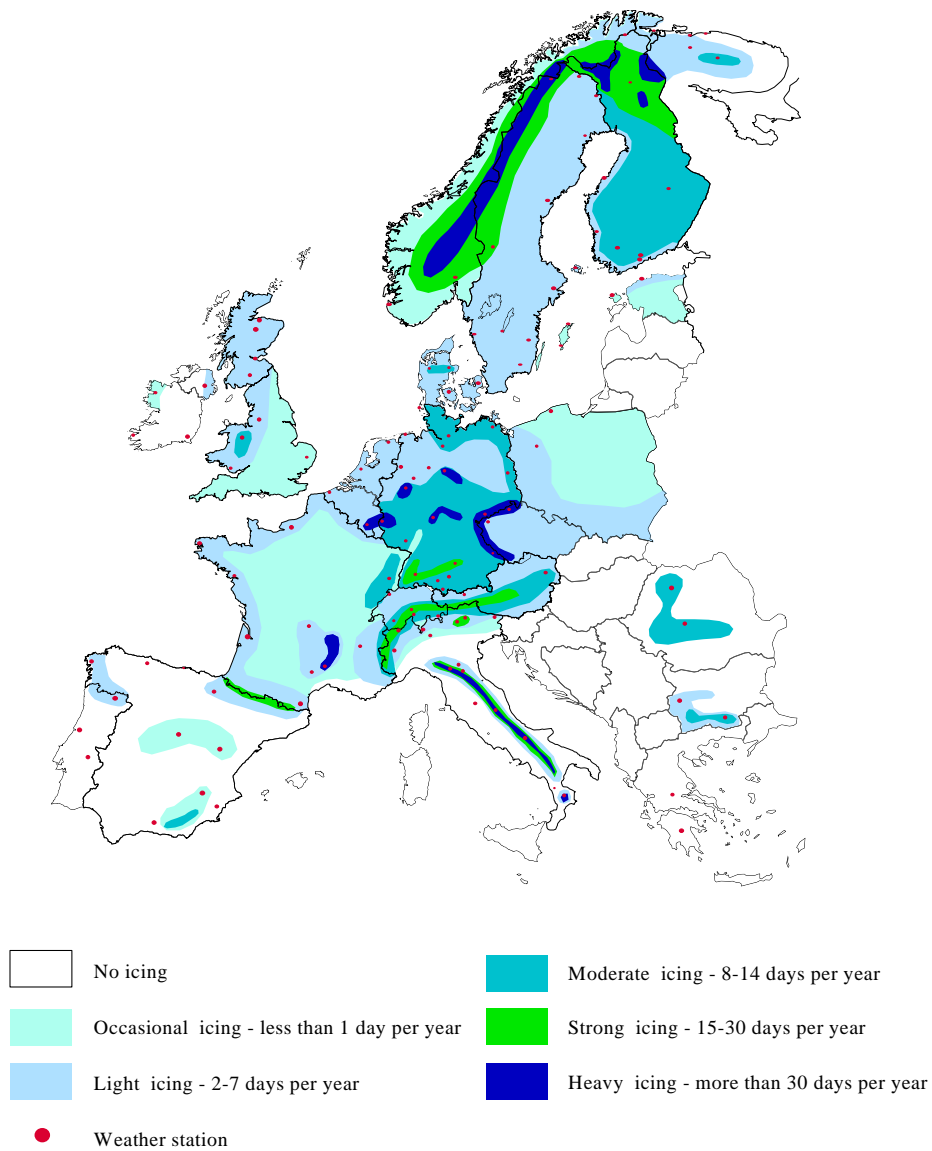 No icing
Occasional icing - less than 1 day per year
Light icing - 2-7 days per year
Weather station
Moderate icing - 8-14 days per year
Strong icing - 15-30 days per year
Heavy icing - more than 30 days per year